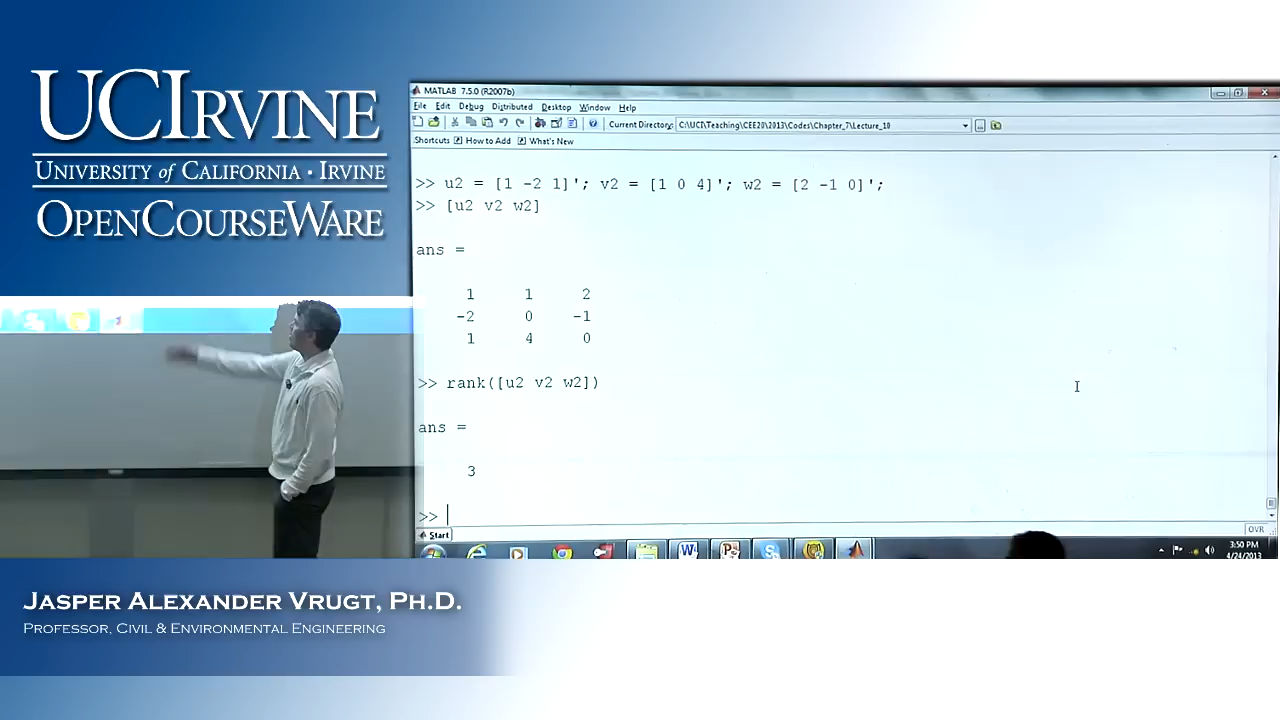 UCIRVINE
UNIVERSITY of CALIFORNIA · IRVINE
OPENCOURSEWARE
MATLAB 7.5.0 (R2007b)
File Edit Debug Distributed Desktop Window Help
Current Directory: C:\UCI\Teaching\CEE20\2013\Codes\Chapter_7\Lecture_10
Shortcuts How to Add What's New
>> u2 = [1 -2 1]'; v2 = [1 0 4]'; w2 = [2 -1 0]';
>> [u2 v2 w2]
ans =
1 1 2
-2 0 -1
1 4 0
>> rank([u2 v2 w2])
ans =
3
>>
Start
OVR
3:50 PM
4/24/2013
JASPER ALEXANDER VRUGT, PH.D.
PROFESSOR, CIVIL & ENVIRONMENTAL ENGINEERING